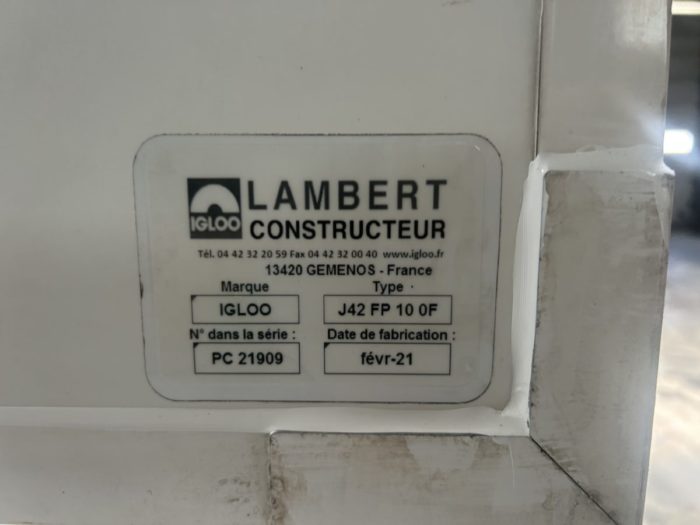 IGLOO
LAMBERT
CONSTRUCTEUR
Tél. 04 42 32 20 59 Fax 04 42 32 00 40 www.igloo.fr
13420 GEMENOS - France
Marque Type
IGLOO J42 FP 10 0F
N° dans la série : Date de fabrication :
PC 21909 févr-21